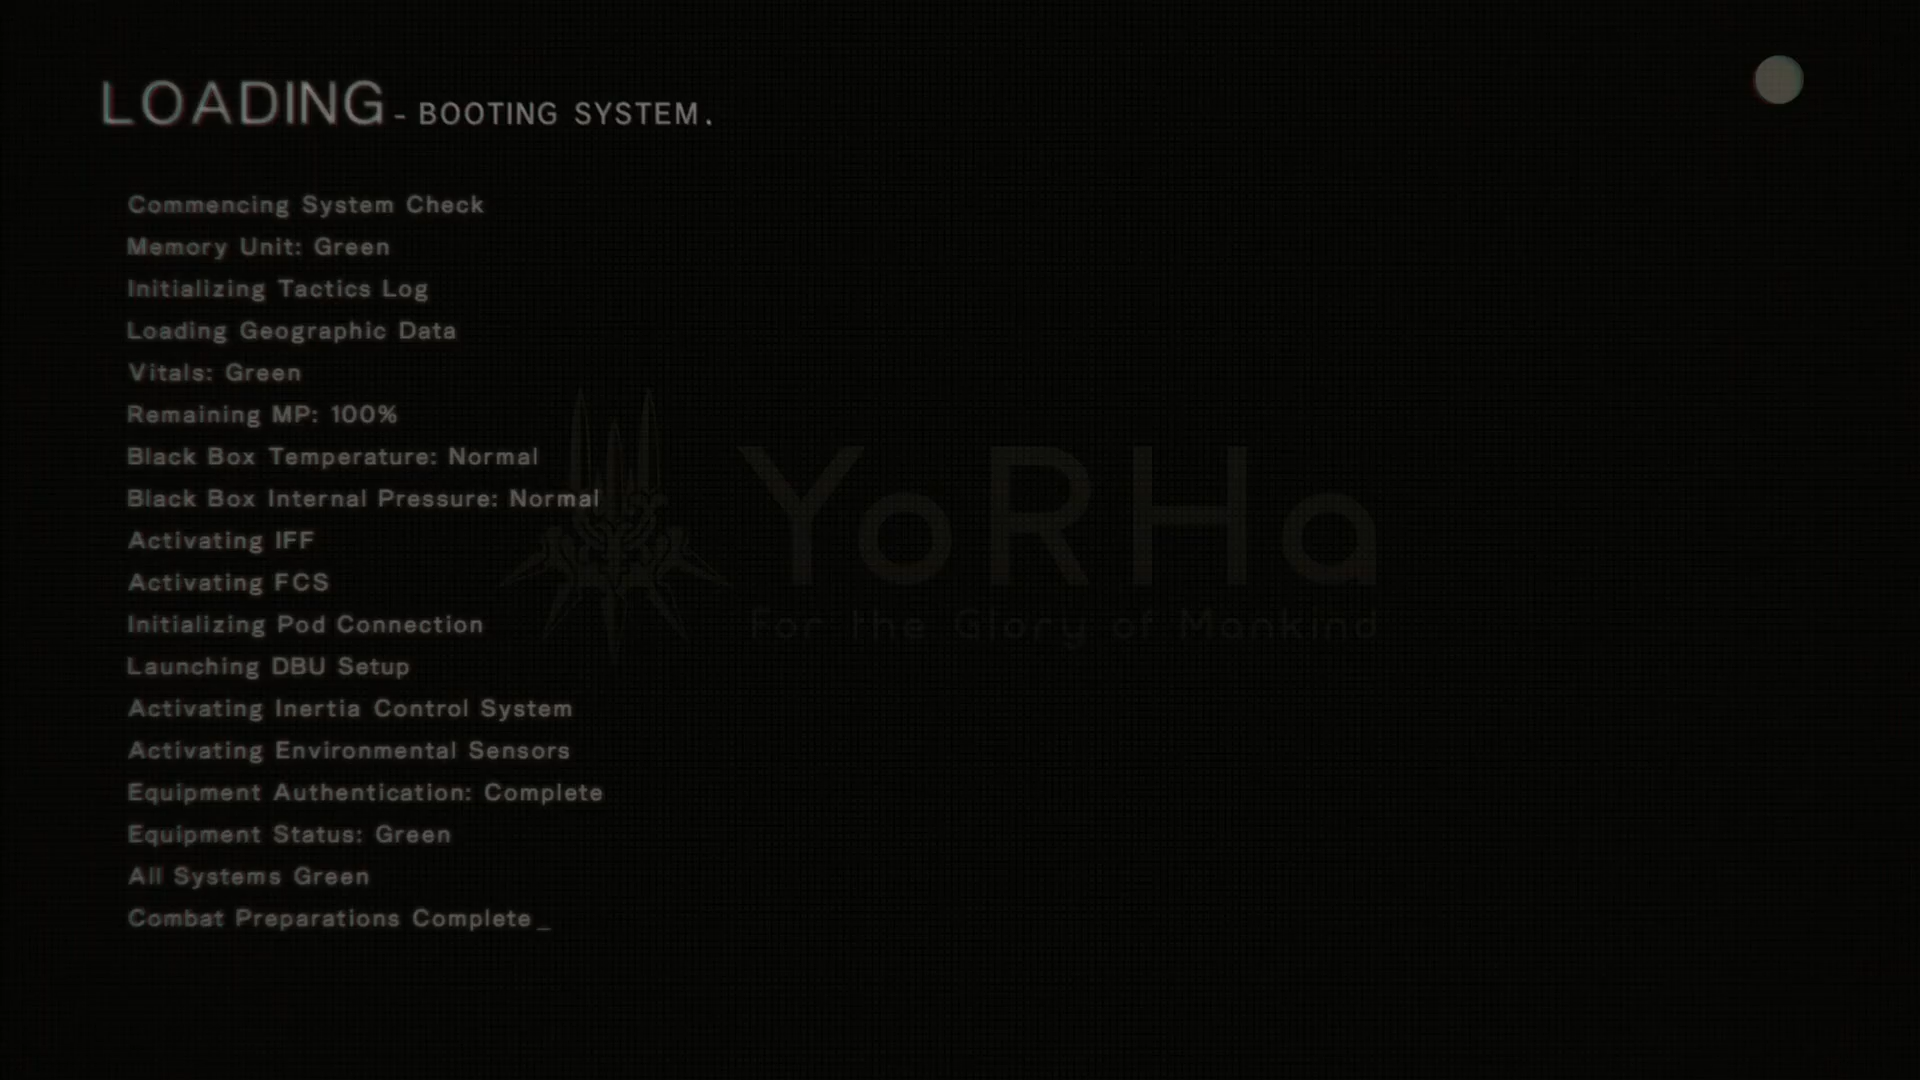 LOADING - BOOTING SYSTEM.
Commencing System Check
Memory Unit: Green
Initializing Tactics Log
Loading Geographic Data
Vitals: Green
Remaining MP: 100%
Black Box Temperature: Normal
Black Box Internal Pressure: Normal
Activating IFF
Activating FCS
Initializing Pod Connection
Launching DBU Setup
Activating Inertia Control System
Activating Environmental Sensors
Equipment Authentication: Complete
Equipment Status: Green
All Systems Green
Combat Preparations Complete _
YoRHa
For the Glory of Mankind